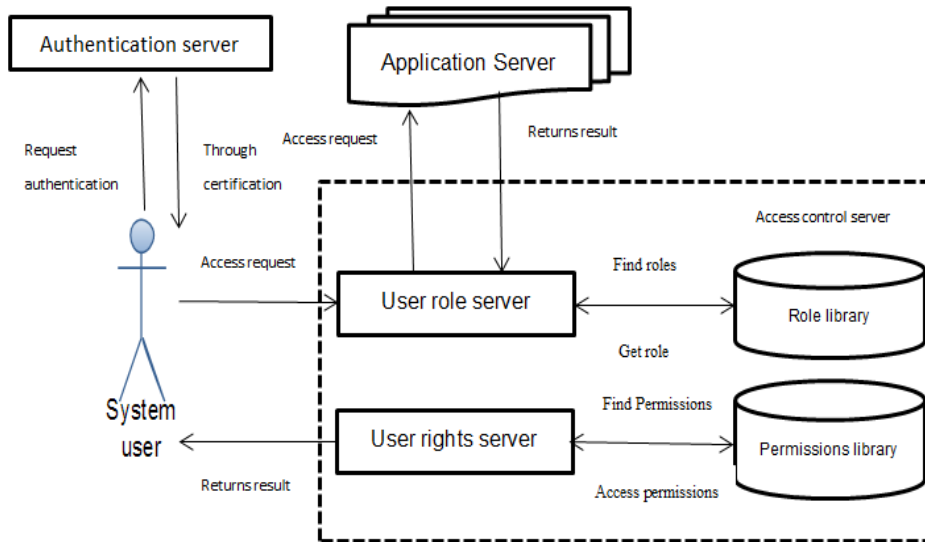 Authentication server
Application Server
Access request
Returns result
Request
authentication
Through
certification
Access control server
Access request
Find roles
User role server
Role library
Get role
System
user
Find Permissions
User rights server
Permissions library
Returns result
Access permissions